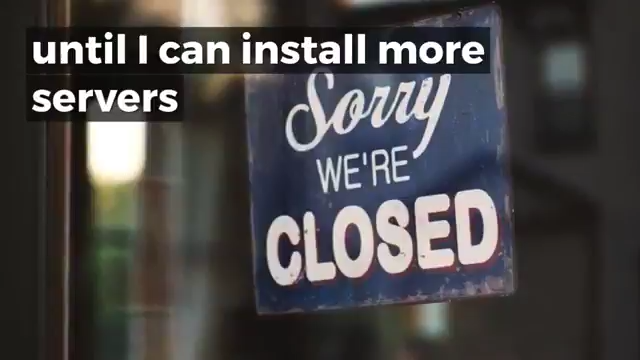 until I can install more
servers
Sorry
WE'RE
CLOSED